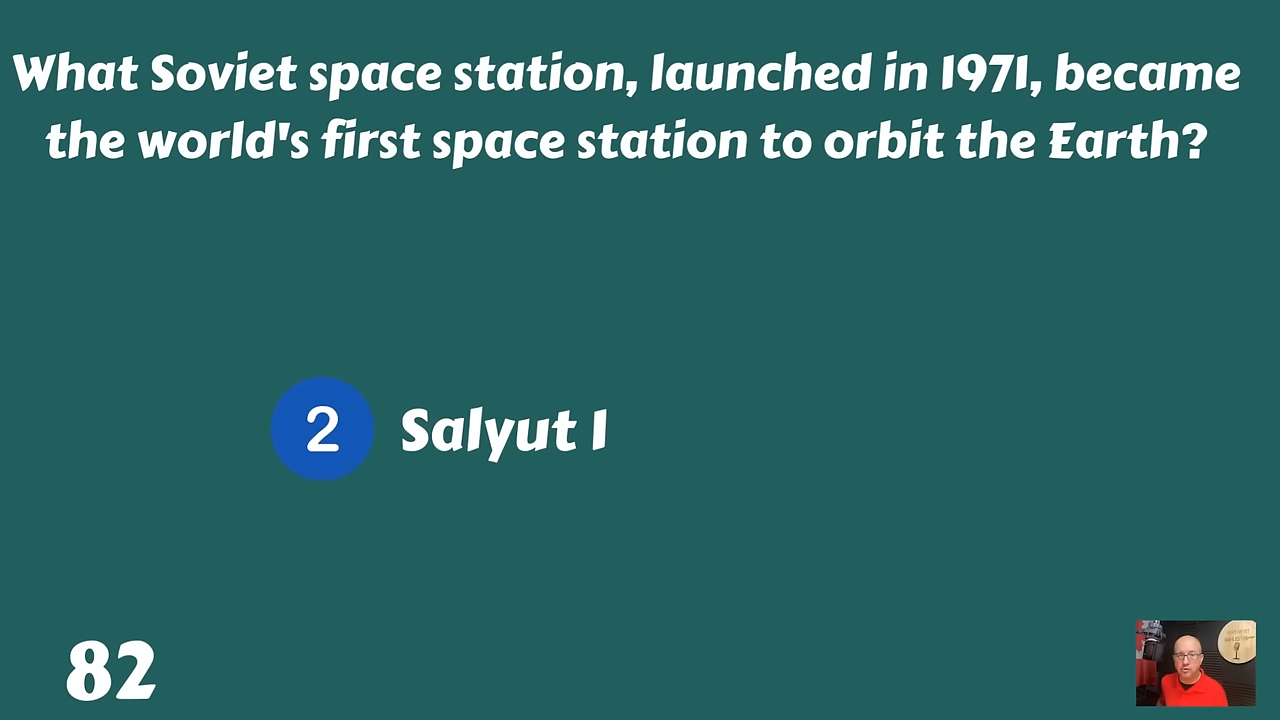 What Soviet space station, launched in 1971, became
the world's first space station to orbit the Earth?
2 Salyut 1
82